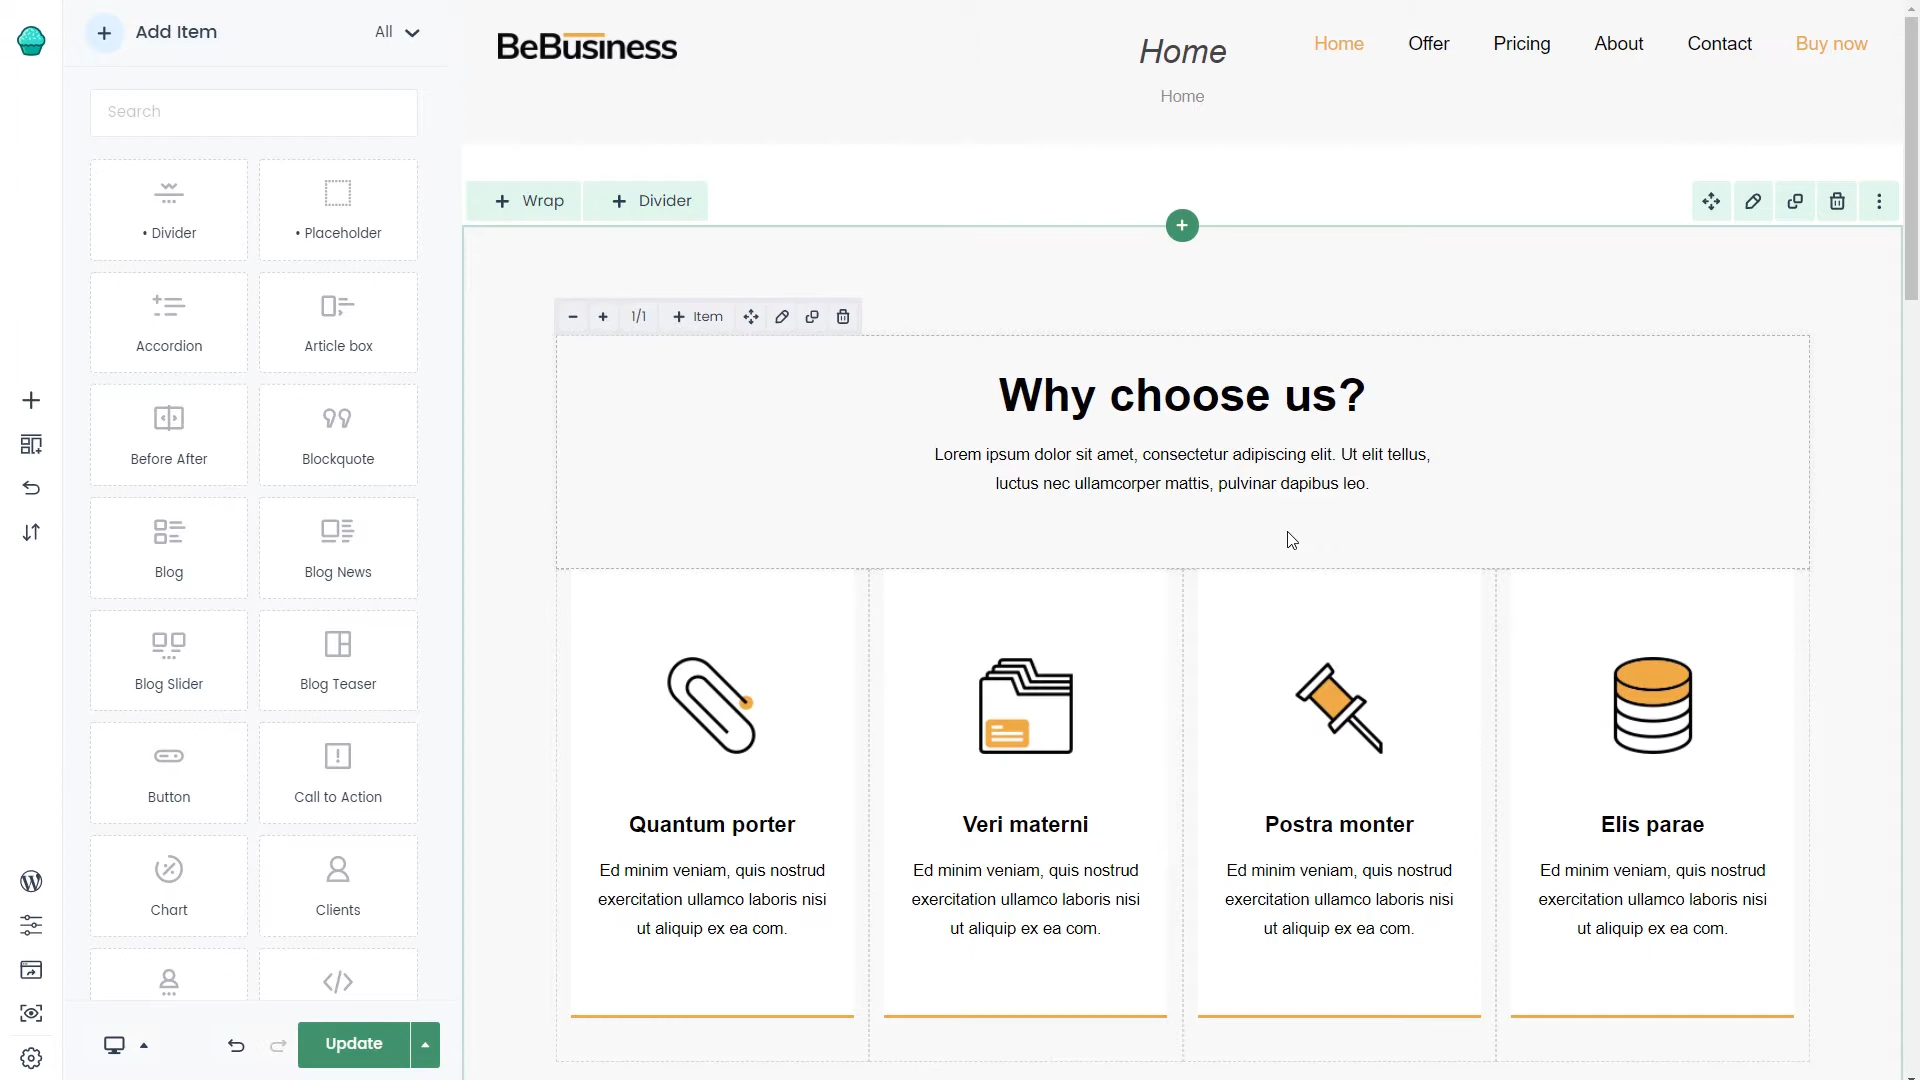 Add Item
All
Search
• Divider
• Placeholder
Accordion
Article box
Before After
Blockquote
Blog
Blog News
Blog Slider
Blog Teaser
Button
Call to Action
Chart
Clients
Update
BeBusiness
Home
Home
Home
Offer
Pricing
About
Contact
Buy now
+ Wrap
+ Divider
1/1
+ Item
Why choose us?
Lorem ipsum dolor sit amet, consectetur adipiscing elit. Ut elit tellus,
luctus nec ullamcorper mattis, pulvinar dapibus leo.
Quantum porter
Ed minim veniam, quis nostrud
exercitation ullamco laboris nisi
ut aliquip ex ea com.
Veri materni
Ed minim veniam, quis nostrud
exercitation ullamco laboris nisi
ut aliquip ex ea com.
Postra monter
Ed minim veniam, quis nostrud
exercitation ullamco laboris nisi
ut aliquip ex ea com.
Elis parae
Ed minim veniam, quis nostrud
exercitation ullamco laboris nisi
ut aliquip ex ea com.